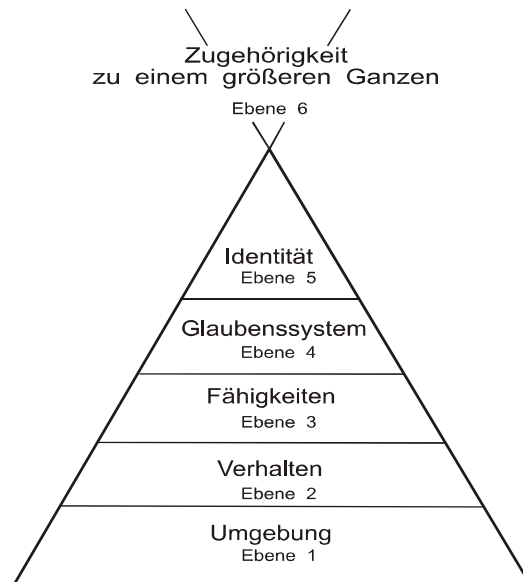 Zugehörigkeit
zu einem größeren Ganzen
Ebene 6
Identität
Ebene 5
Glaubenssystem
Ebene 4
Fähigkeiten
Ebene 3
Verhalten
Ebene 2
Umgebung
Ebene 1